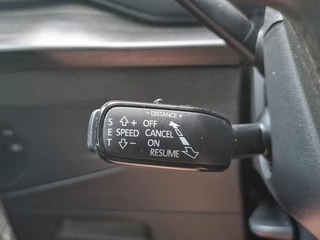 − DISTANCE +
S + OFF
E SPEED CANCEL
T − ON
RESUME